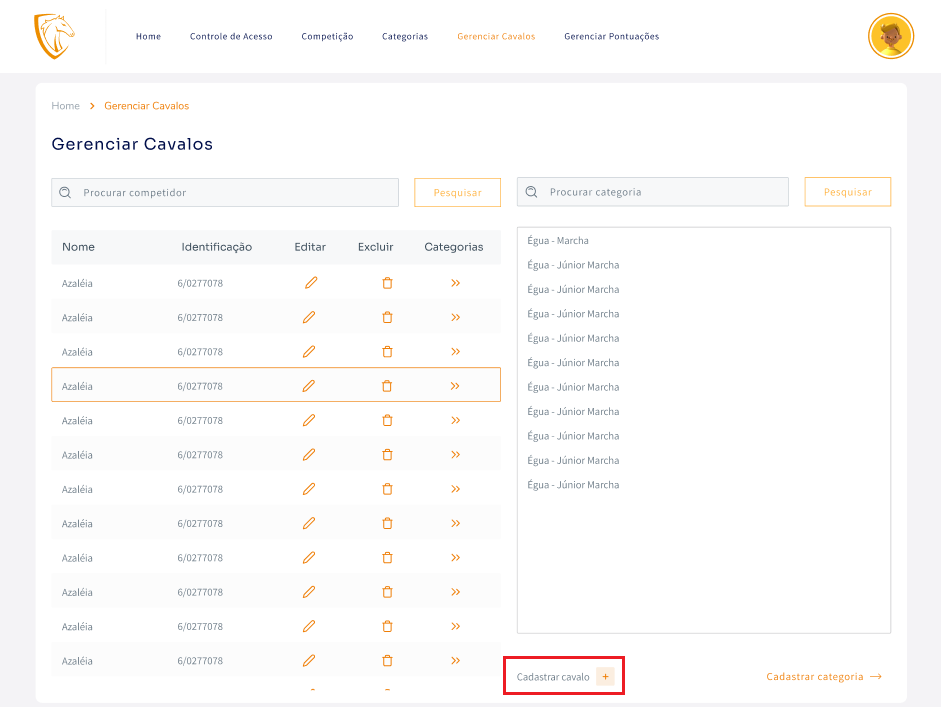 Home Controle de Acesso Competição Categorias Gerenciar Cavalos Gerenciar Pontuações
Home > Gerenciar Cavalos
Gerenciar Cavalos
Procurar competidor Pesquisar
Nome Identificação Editar Excluir Categorias
Azaléia 6/0277078
Azaléia 6/0277078
Azaléia 6/0277078
Azaléia 6/0277078
Azaléia 6/0277078
Azaléia 6/0277078
Azaléia 6/0277078
Azaléia 6/0277078
Azaléia 6/0277078
Azaléia 6/0277078
Azaléia 6/0277078
Azaléia 6/0277078
Procurar categoria Pesquisar
Égua - Marcha
Égua - Júnior Marcha
Égua - Júnior Marcha
Égua - Júnior Marcha
Égua - Júnior Marcha
Égua - Júnior Marcha
Égua - Júnior Marcha
Égua - Júnior Marcha
Égua - Júnior Marcha
Égua - Júnior Marcha
Égua - Júnior Marcha
Cadastrar cavalo + Cadastrar categoria →